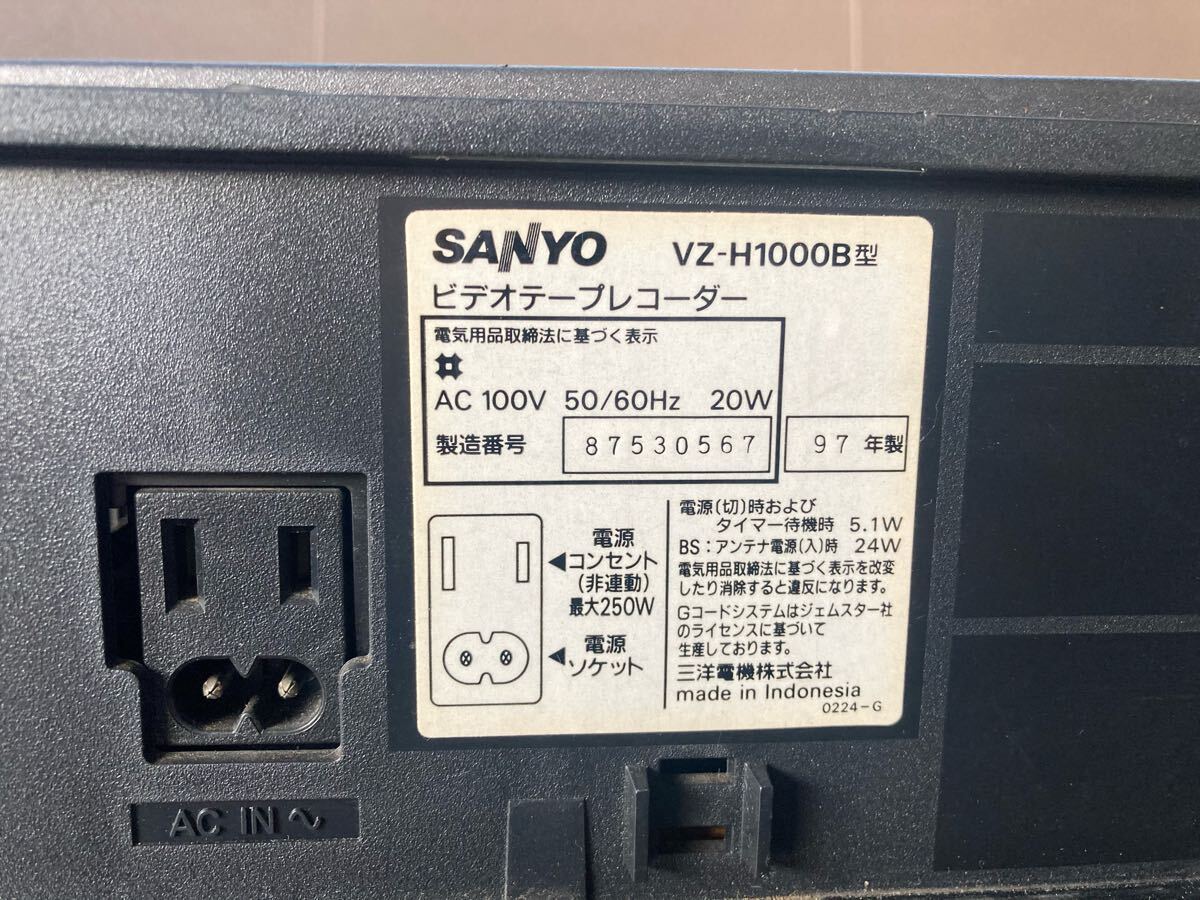 SANYO VZ-H1000B型
ビデオテープレコーダー
電気用品取締法に基づく表示
AC 100V 50/60Hz 20W
製造番号 87530567 97年製
電源
コンセント
(非連動)
最大250W
電源
ソケット
電源(切)時および
タイマー待機時 5.1W
BS:アンテナ電源(入)時 24W
電気用品取締法に基づく表示を改変
したり消除すると違反になります。
Gコードシステムはジェムスター社
のライセンスに基づいて
生産しております。
三洋電機株式会社
made in Indonesia
0224-G
AC IN ~